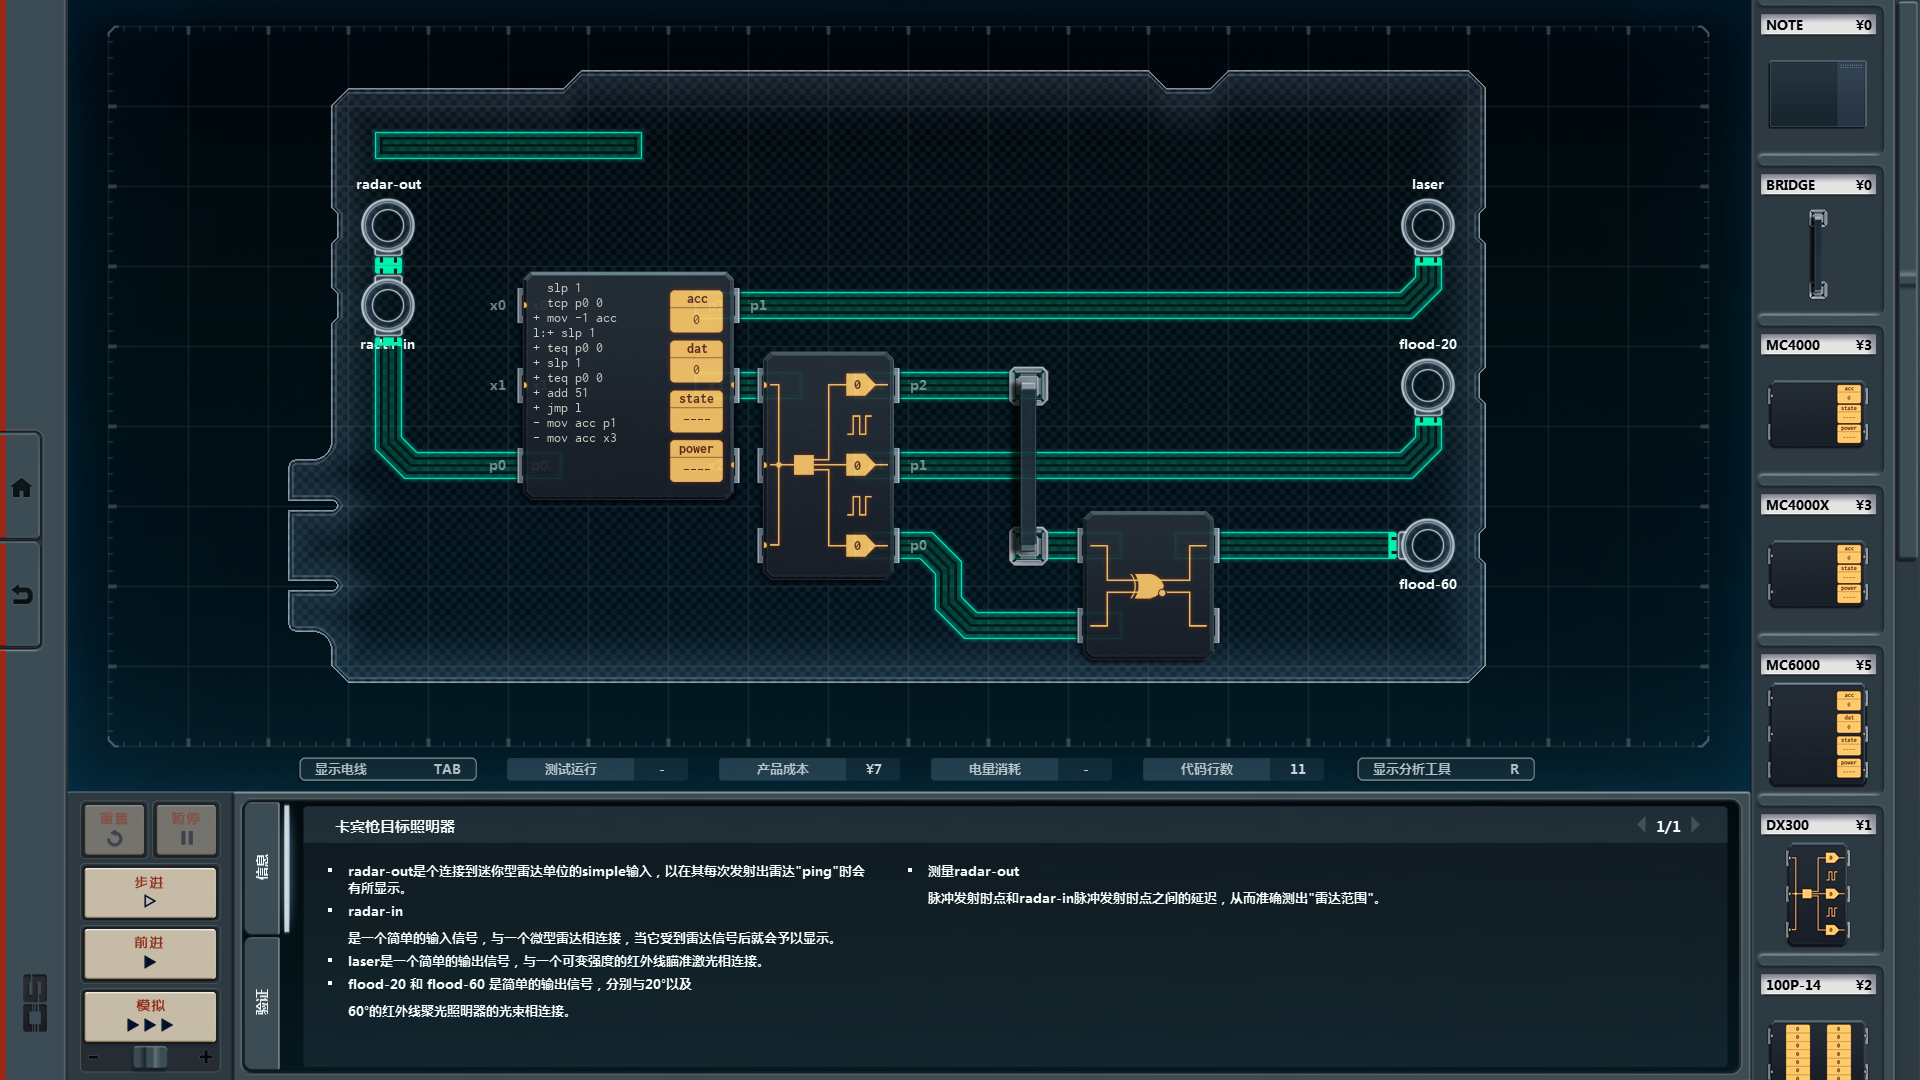 NOTE ¥0
BRIDGE ¥0
MC4000 ¥3
MC4000X ¥3
MC6000 ¥5
DX300 ¥1
100P-14 ¥2
radar-out
laser
radar-in
flood-20
flood-60
x0
x1
p0
slp 1
tcp p0 0
+ mov -1 acc
l:+ slp 1
+ teq p0 0
+ slp 1
+ teq p0 0
+ add 51
+ jmp l
- mov acc p1
- mov acc x3
acc
0
dat
0
state
----
power
----
p1
0
0
0
p2
p1
p0
显示电线 TAB
测试运行 -
产品成本 ¥7
电量消耗 -
代码行数 11
显示分析工具 R
重置
暂停
步进
前进
模拟
- +
信息
验证
卡宾枪目标照明器
1/1
▪ radar-out是个连接到迷你型雷达单位的simple输入，以在其每次发射出雷达"ping"时会
有所显示。
▪ radar-in
是一个简单的输入信号，与一个微型雷达相连接，当它受到雷达信号后就会予以显示。
▪ laser是一个简单的输出信号，与一个可变强度的红外线瞄准激光相连接。
▪ flood-20 和 flood-60 是简单的输出信号，分别与20°以及
60°的红外线聚光照明器的光束相连接。
▪ 测量radar-out
脉冲发射时点和radar-in脉冲发射时点之间的延迟，从而准确测出"雷达范围"。